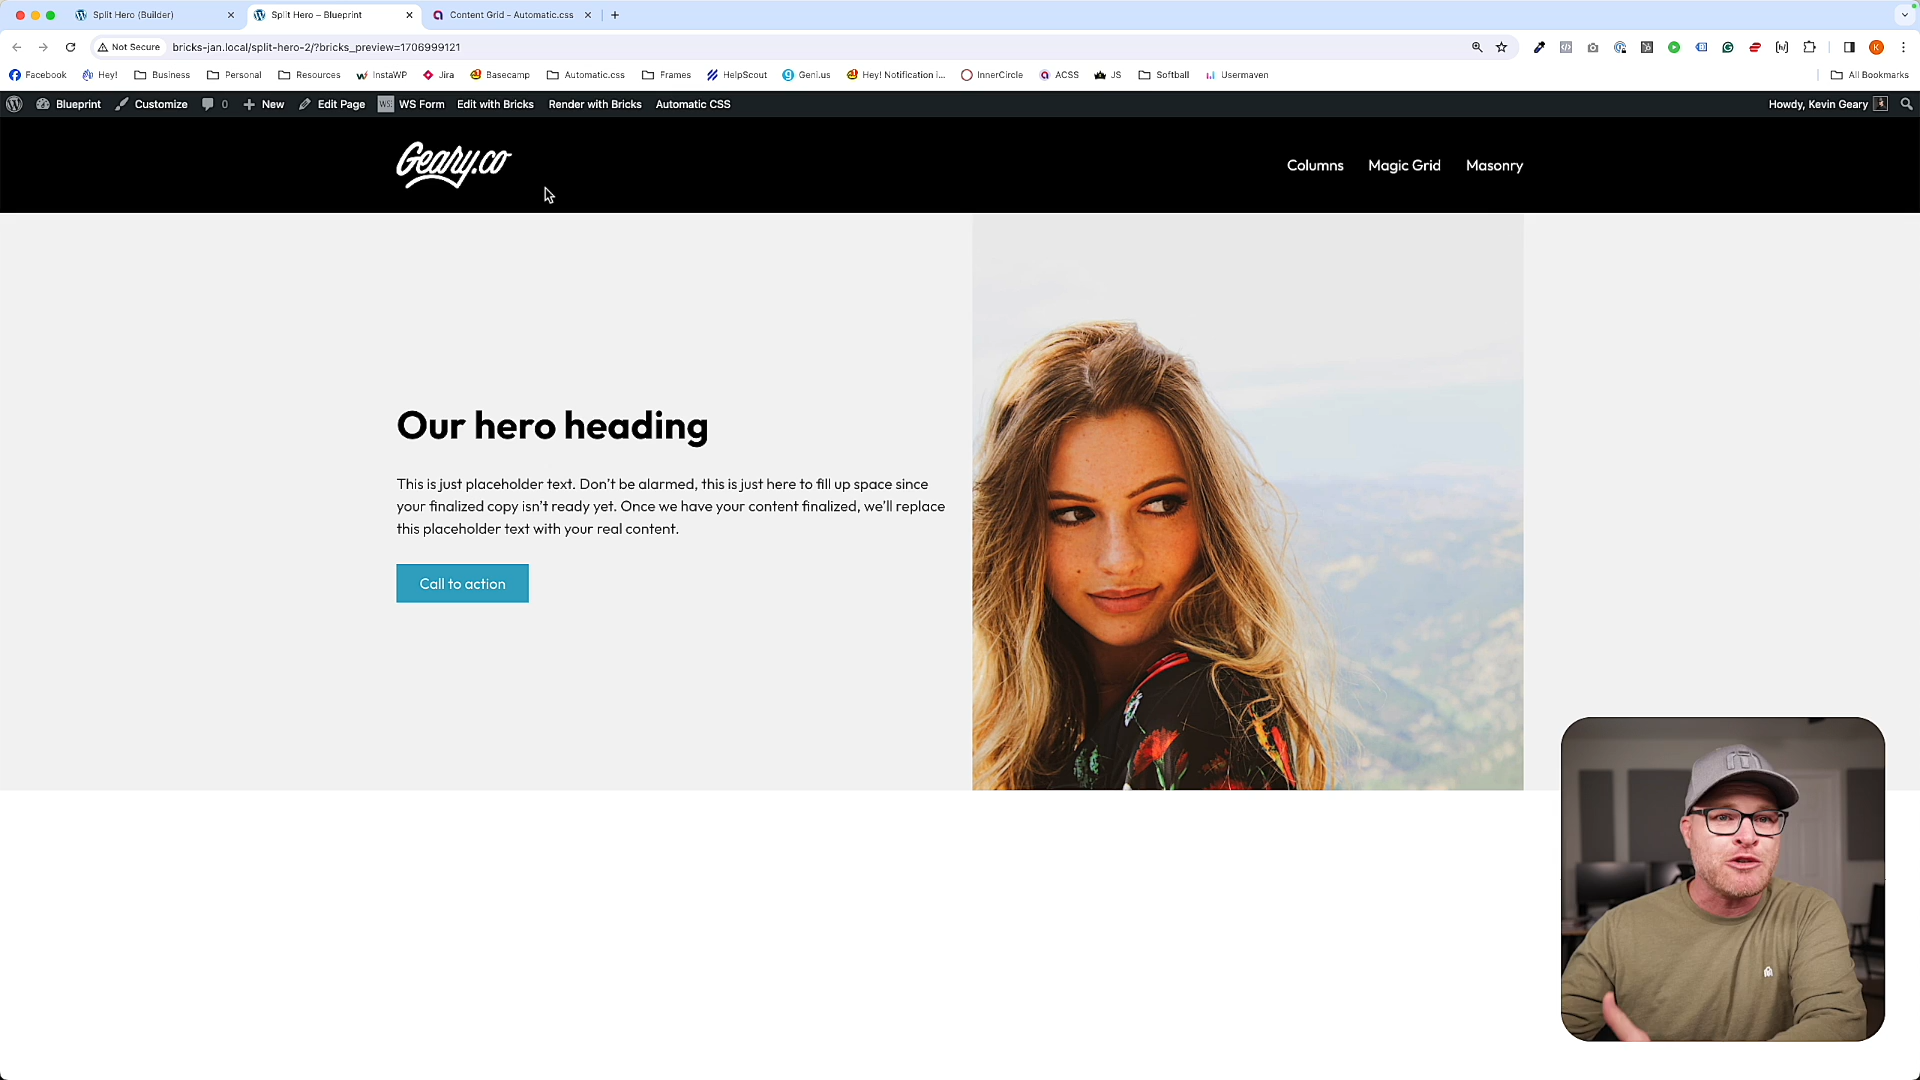 Split Hero (Builder)
Split Hero – Blueprint
Content Grid – Automatic.css
Not Secure
bricks-jan.local/split-hero-2/?bricks_preview=1706999121
K
Facebook
Hey!
Business
Personal
Resources
InstaWP
Jira
Basecamp
Automatic.css
Frames
HelpScout
Geni.us
Hey! Notification i...
InnerCircle
ACSS
JS
Softball
Usermaven
All Bookmarks
Blueprint
Customize
0
New
Edit Page
WS Form
Edit with Bricks
Render with Bricks
Automatic CSS
Howdy, Kevin Geary
Geary.co
Columns
Magic Grid
Masonry
Our hero heading
This is just placeholder text. Don't be alarmed, this is just here to fill up space since
your finalized copy isn't ready yet. Once we have your content finalized, we'll replace
this placeholder text with your real content.
Call to action